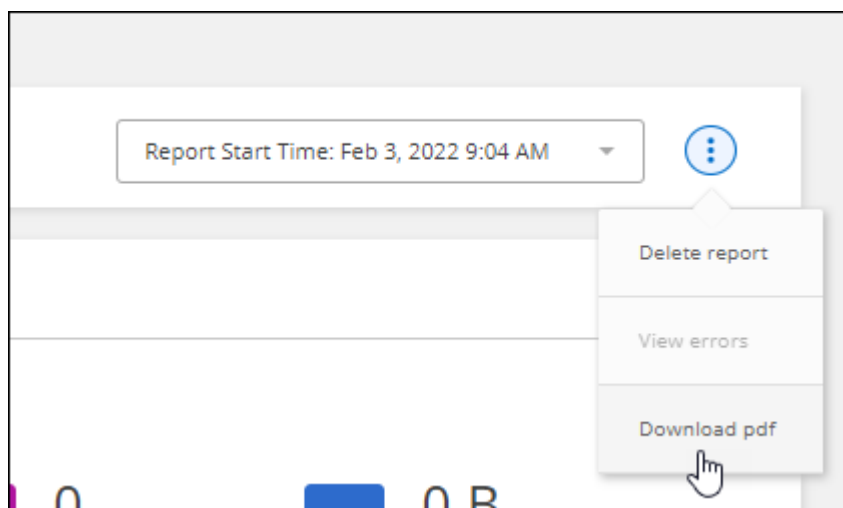 Report Start Time: Feb 3, 2022 9:04 AM
Delete report
View errors
Download pdf
0
0 B